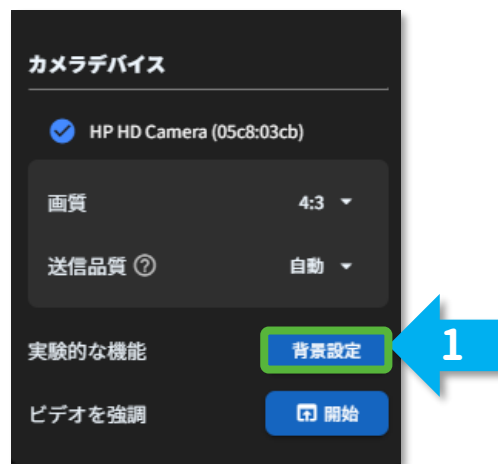 カメラデバイス
HP HD Camera (05c8:03cb)
画質 4:3
送信品質 ?
自動
実験的な機能 背景設定 1
ビデオを強調 開始